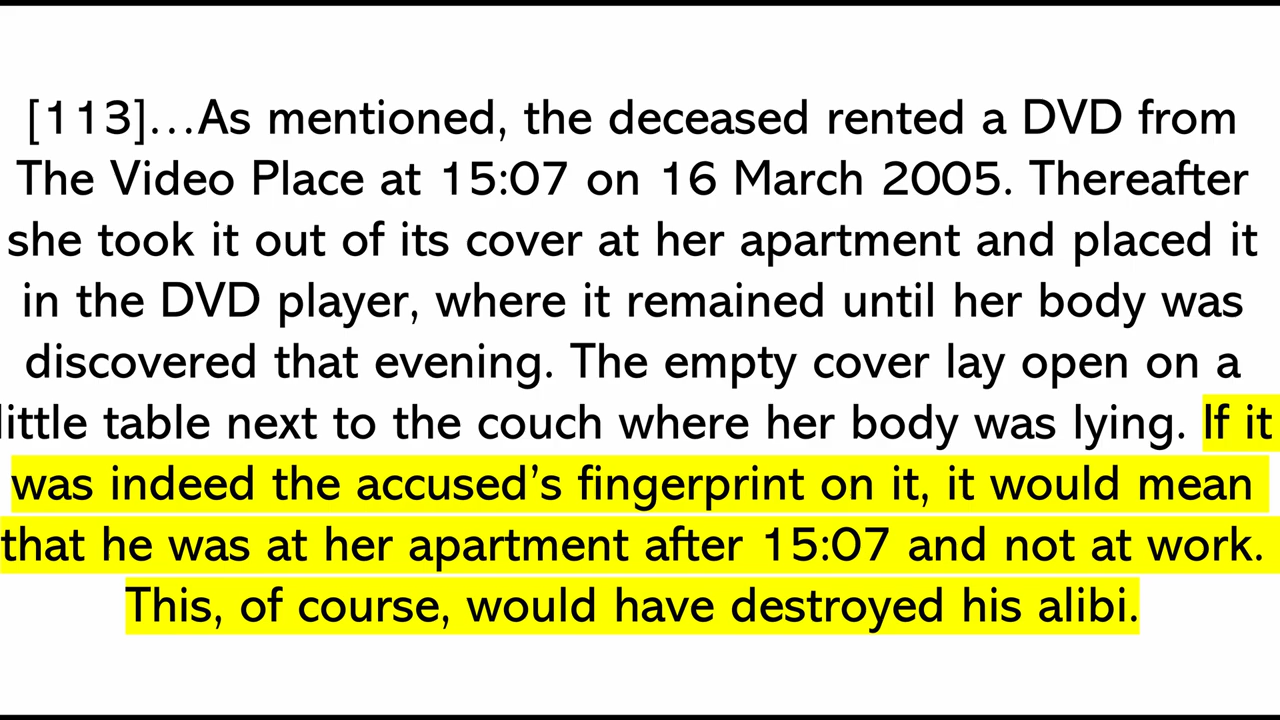 [113]…As mentioned, the deceased rented a DVD from
The Video Place at 15:07 on 16 March 2005. Thereafter
she took it out of its cover at her apartment and placed it
in the DVD player, where it remained until her body was
discovered that evening. The empty cover lay open on a
little table next to the couch where her body was lying. If it
was indeed the accused’s fingerprint on it, it would mean
that he was at her apartment after 15:07 and not at work.
This, of course, would have destroyed his alibi.